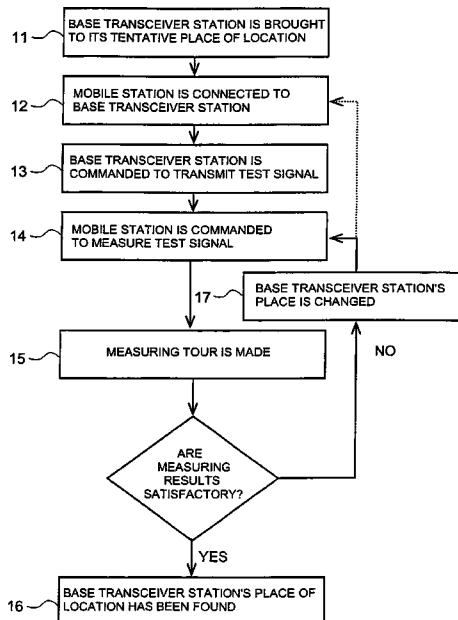 BASE TRANSCEIVER STATION IS BROUGHT
TO ITS TENTATIVE PLACE OF LOCATION
11
MOBILE STATION IS CONNECTED TO
BASE TRANSCEIVER STATION
12
BASE TRANSCEIVER STATION IS
COMMANDED TO TRANSMIT TEST SIGNAL
13
MOBILE STATION IS COMMANDED
TO MEASURE TEST SIGNAL
14
17
BASE TRANSCEIVER STATION'S
PLACE IS CHANGED
15
MEASURING TOUR IS MADE
NO
ARE
MEASURING
RESULTS
SATISFACTORY?
YES
BASE TRANSCEIVER STATION'S PLACE OF
LOCATION HAS BEEN FOUND
16